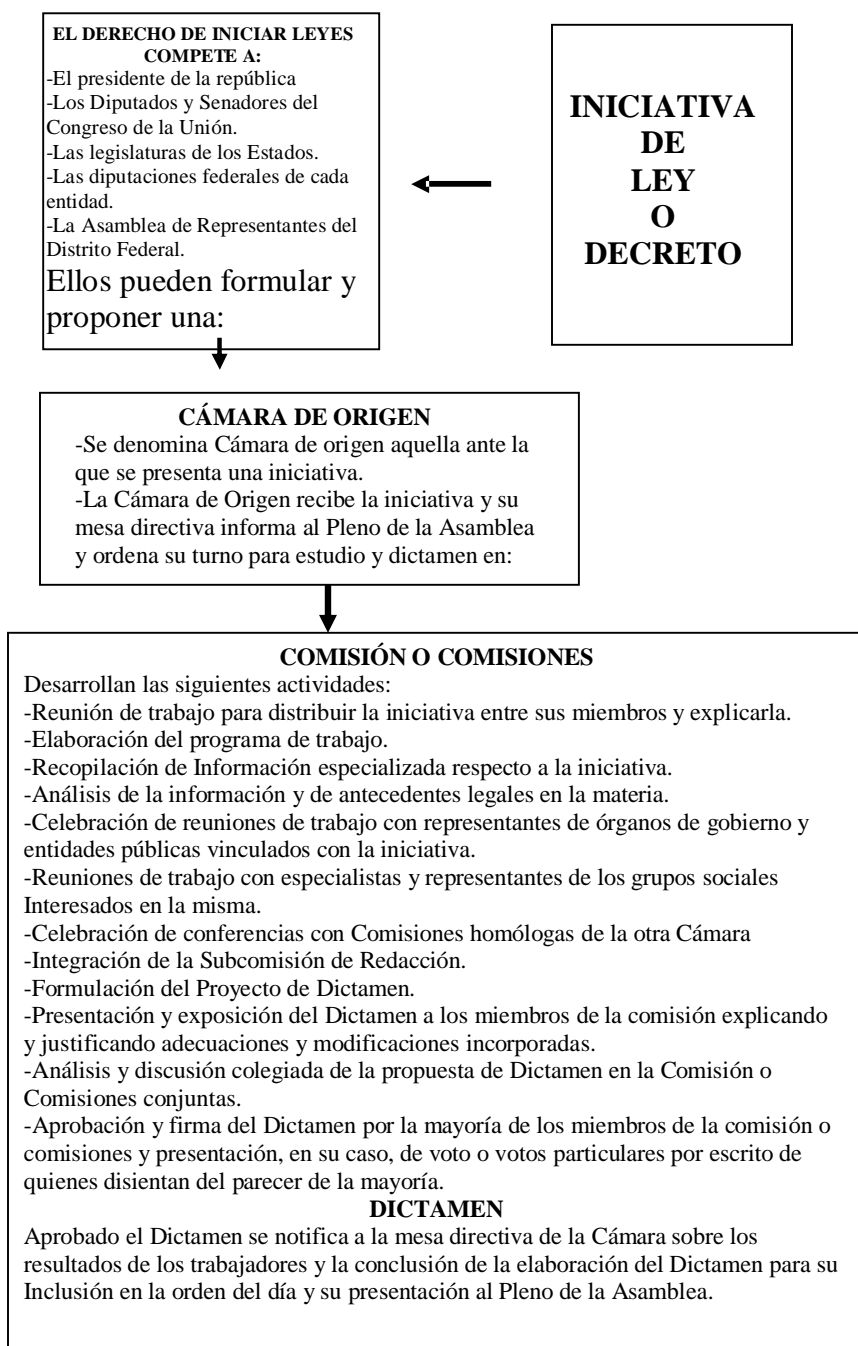 EL DERECHO DE INICIAR LEYES
COMPETE A:
-El presidente de la república
-Los Diputados y Senadores del
Congreso de la Unión.
-Las legislaturas de los Estados.
-Las diputaciones federales de cada
entidad.
-La Asamblea de Representantes del
Distrito Federal.
Ellos pueden formular y
proponer una:
INICIATIVA
DE
LEY
O
DECRETO
CÁMARA DE ORIGEN
-Se denomina Cámara de origen aquella ante la
que se presenta una iniciativa.
-La Cámara de Origen recibe la iniciativa y su
mesa directiva informa al Pleno de la Asamblea
y ordena su turno para estudio y dictamen en:
COMISIÓN O COMISIONES
Desarrollan las siguientes actividades:
-Reunión de trabajo para distribuir la iniciativa entre sus miembros y explicarla.
-Elaboración del programa de trabajo.
-Recopilación de Información especializada respecto a la iniciativa.
-Análisis de la información y de antecedentes legales en la materia.
-Celebración de reuniones de trabajo con representantes de órganos de gobierno y
entidades públicas vinculados con la iniciativa.
-Reuniones de trabajo con especialistas y representantes de los grupos sociales
Interesados en la misma.
-Celebración de conferencias con Comisiones homólogas de la otra Cámara
-Integración de la Subcomisión de Redacción.
-Formulación del Proyecto de Dictamen.
-Presentación y exposición del Dictamen a los miembros de la comisión explicando
y justificando adecuaciones y modificaciones incorporadas.
-Análisis y discusión colegiada de la propuesta de Dictamen en la Comisión o
Comisiones conjuntas.
-Aprobación y firma del Dictamen por la mayoría de los miembros de la comisión o
comisiones y presentación, en su caso, de voto o votos particulares por escrito de
quienes disientan del parecer de la mayoría.
DICTAMEN
Aprobado el Dictamen se notifica a la mesa directiva de la Cámara sobre los
resultados de los trabajadores y la conclusión de la elaboración del Dictamen para su
Inclusión en la orden del día y su presentación al Pleno de la Asamblea.